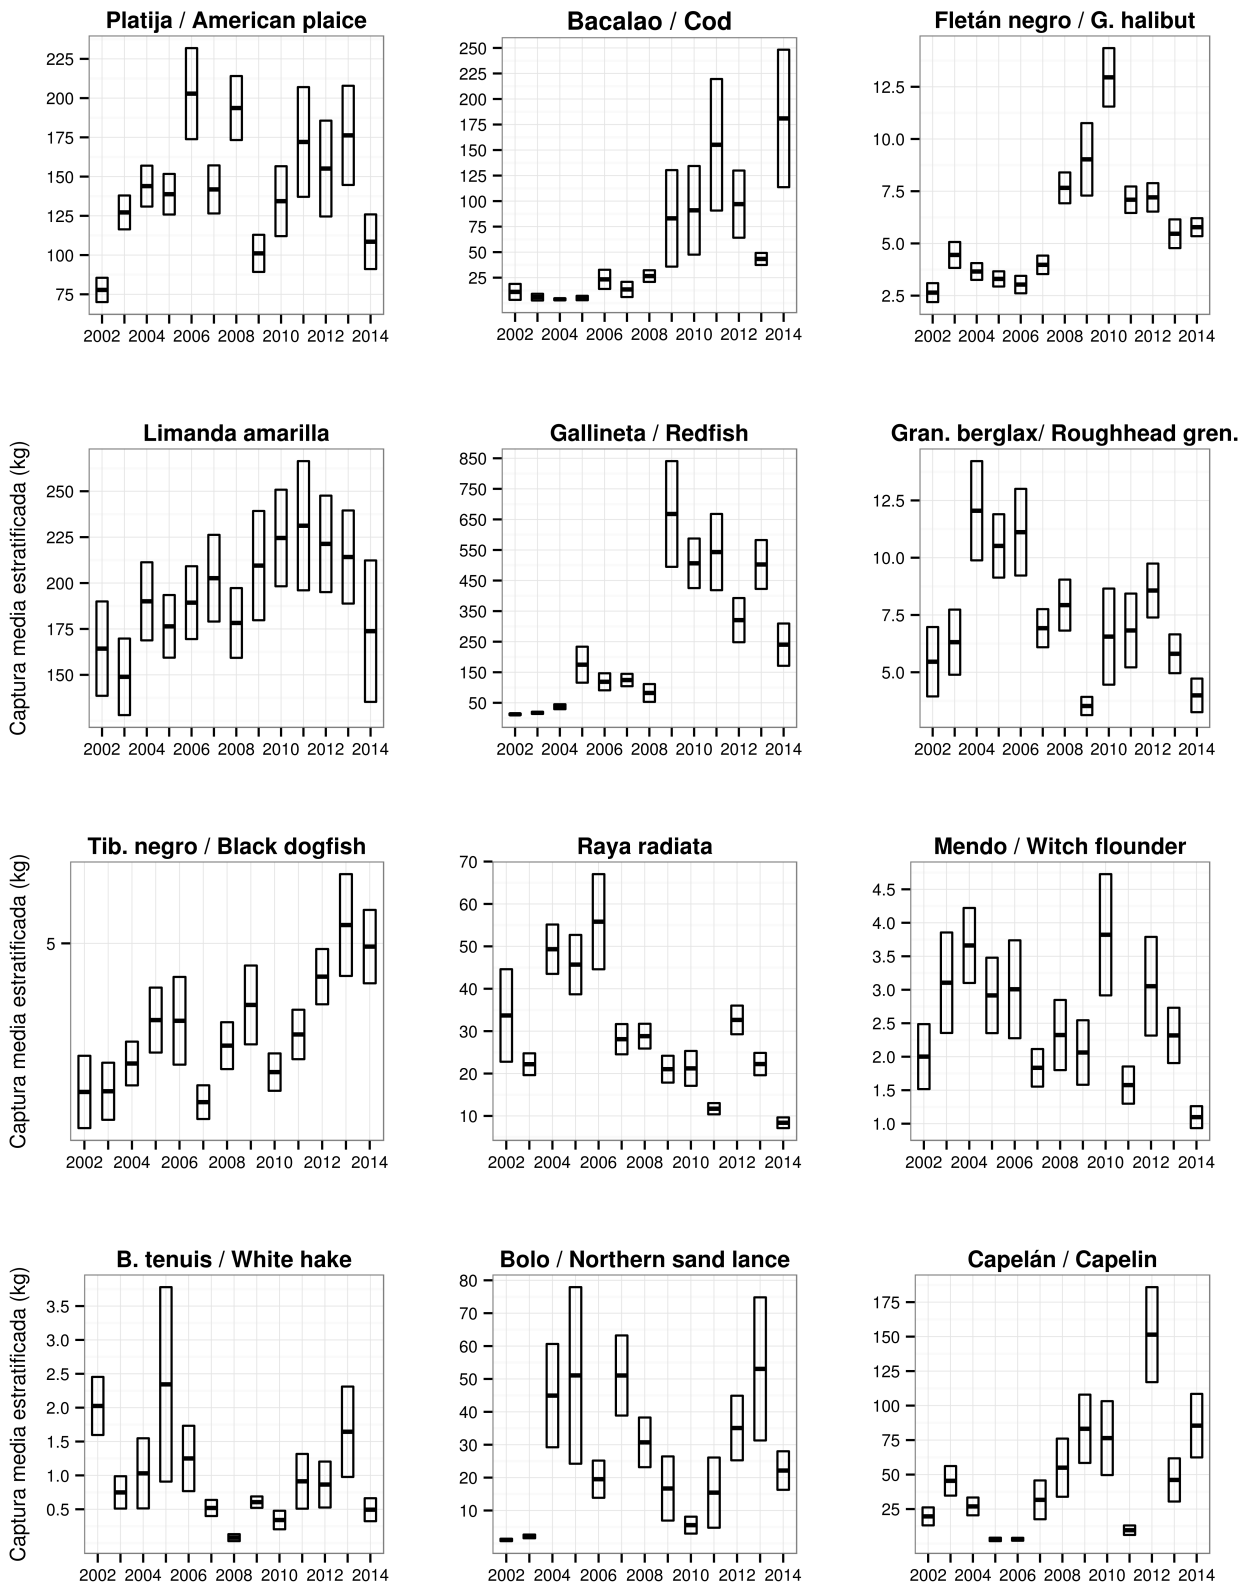 Platija / American plaice
225
200
175
150
125
100
75
2002 2004 2006 2008 2010 2012 2014
Bacalao / Cod
250
225
200
175
150
125
100
75
50
25
2002 2004 2006 2008 2010 2012 2014
Fletán negro / G. halibut
12.5
10.0
7.5
5.0
2.5
2002 2004 2006 2008 2010 2012 2014
Captura media estratificada (kg)
Limanda amarilla
250
225
200
175
150
2002 2004 2006 2008 2010 2012 2014
Gallineta / Redfish
850
750
650
550
450
350
250
150
50
2002 2004 2006 2008 2010 2012 2014
Gran. berglax/ Roughhead gren.
12.5
10.0
7.5
5.0
2002 2004 2006 2008 2010 2012 2014
Captura media estratificada (kg)
Tib. negro / Black dogfish
5
2002 2004 2006 2008 2010 2012 2014
Raya radiata
70
60
50
40
30
20
10
2002 2004 2006 2008 2010 2012 2014
Mendo / Witch flounder
4.5
4.0
3.5
3.0
2.5
2.0
1.5
1.0
2002 2004 2006 2008 2010 2012 2014
Captura media estratificada (kg)
B. tenuis / White hake
3.5
3.0
2.5
2.0
1.5
1.0
0.5
2002 2004 2006 2008 2010 2012 2014
Bolo / Northern sand lance
80
70
60
50
40
30
20
10
2002 2004 2006 2008 2010 2012 2014
Capelán / Capelin
175
150
125
100
75
50
25
2002 2004 2006 2008 2010 2012 2014